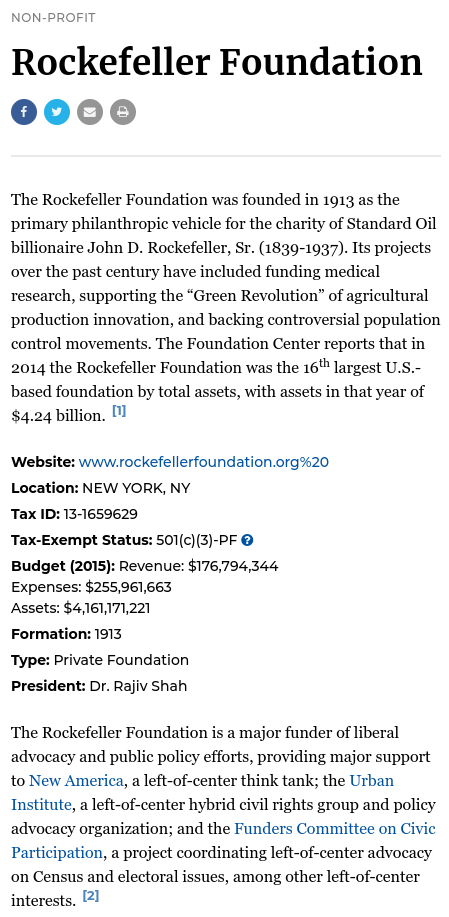 NON-PROFIT
Rockefeller Foundation
The Rockefeller Foundation was founded in 1913 as the
primary philanthropic vehicle for the charity of Standard Oil
billionaire John D. Rockefeller, Sr. (1839-1937). Its projects
over the past century have included funding medical
research, supporting the “Green Revolution” of agricultural
production innovation, and backing controversial population
control movements. The Foundation Center reports that in
2014 the Rockefeller Foundation was the 16th largest U.S.-
based foundation by total assets, with assets in that year of
$4.24 billion. [1]
Website: www.rockefellerfoundation.org%20
Location: NEW YORK, NY
Tax ID: 13-1659629
Tax-Exempt Status: 501(c)(3)-PF ?
Budget (2015): Revenue: $176,794,344
Expenses: $255,961,663
Assets: $4,161,171,221
Formation: 1913
Type: Private Foundation
President: Dr. Rajiv Shah
The Rockefeller Foundation is a major funder of liberal
advocacy and public policy efforts, providing major support
to New America, a left-of-center think tank; the Urban
Institute, a left-of-center hybrid civil rights group and policy
advocacy organization; and the Funders Committee on Civic
Participation, a project coordinating left-of-center advocacy
on Census and electoral issues, among other left-of-center
interests. [2]